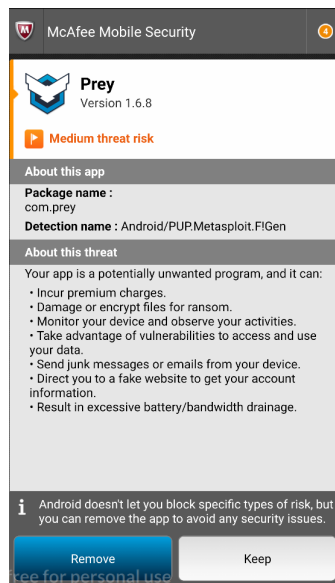 McAfee Mobile Security
4
Prey
Version 1.6.8
Medium threat risk
About this app
Package name :
com.prey
Detection name : Android/PUP.Metasploit.F!Gen
About this threat
Your app is a potentially unwanted program, and it can:
• Incur premium charges.
• Damage or encrypt files for ransom.
• Monitor your device and observe your activities.
• Take advantage of vulnerabilities to access and use
your data.
• Send junk messages or emails from your device.
• Direct you to a fake website to get your account
information.
• Result in excessive battery/bandwidth drainage.
i Android doesn't let you block specific types of risk, but
you can remove the app to avoid any security issues.
Remove Keep
free for personal use